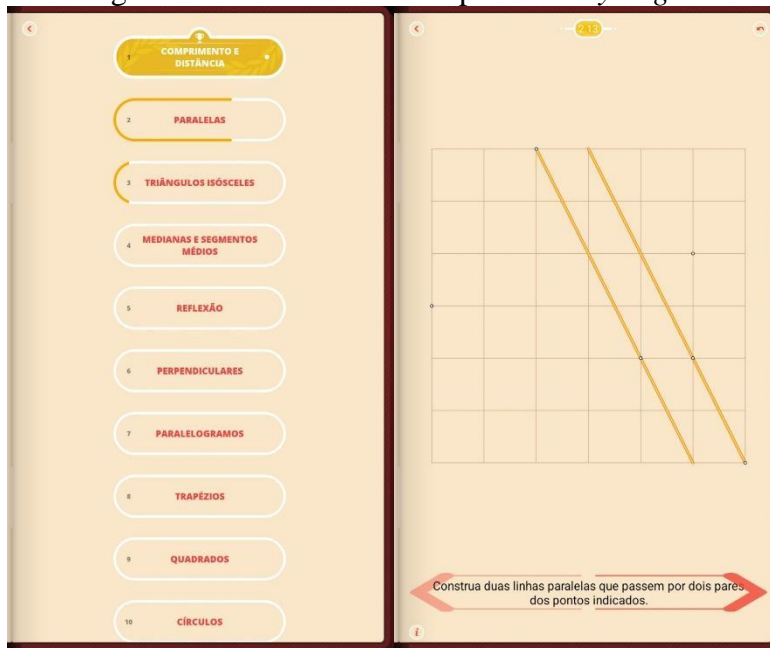 1 COMPRIMENTO E
DISTÂNCIA
2 PARALELAS
3 TRIÂNGULOS ISÓSCELES
4 MEDIANAS E SEGMENTOS
MÉDIOS
5 REFLEXÃO
6 PERPENDICULARES
7 PARALELOGRAMOS
8 TRAPÉZIOS
9 QUADRADOS
10 CÍRCULOS
2.13
Construa duas linhas paralelas que passem por dois pares
dos pontos indicados.
i